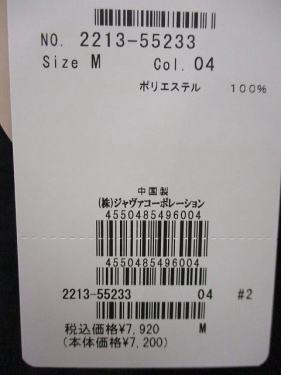 NO. 2213-55233
Size M Col. 04
ポリエステル 100%
中国製
(株)ジャヴァコーポレーション
4550485496004
4550485496004
2213-55233 04 #2
税込価格¥7,920 M
(本体価格¥7,200)